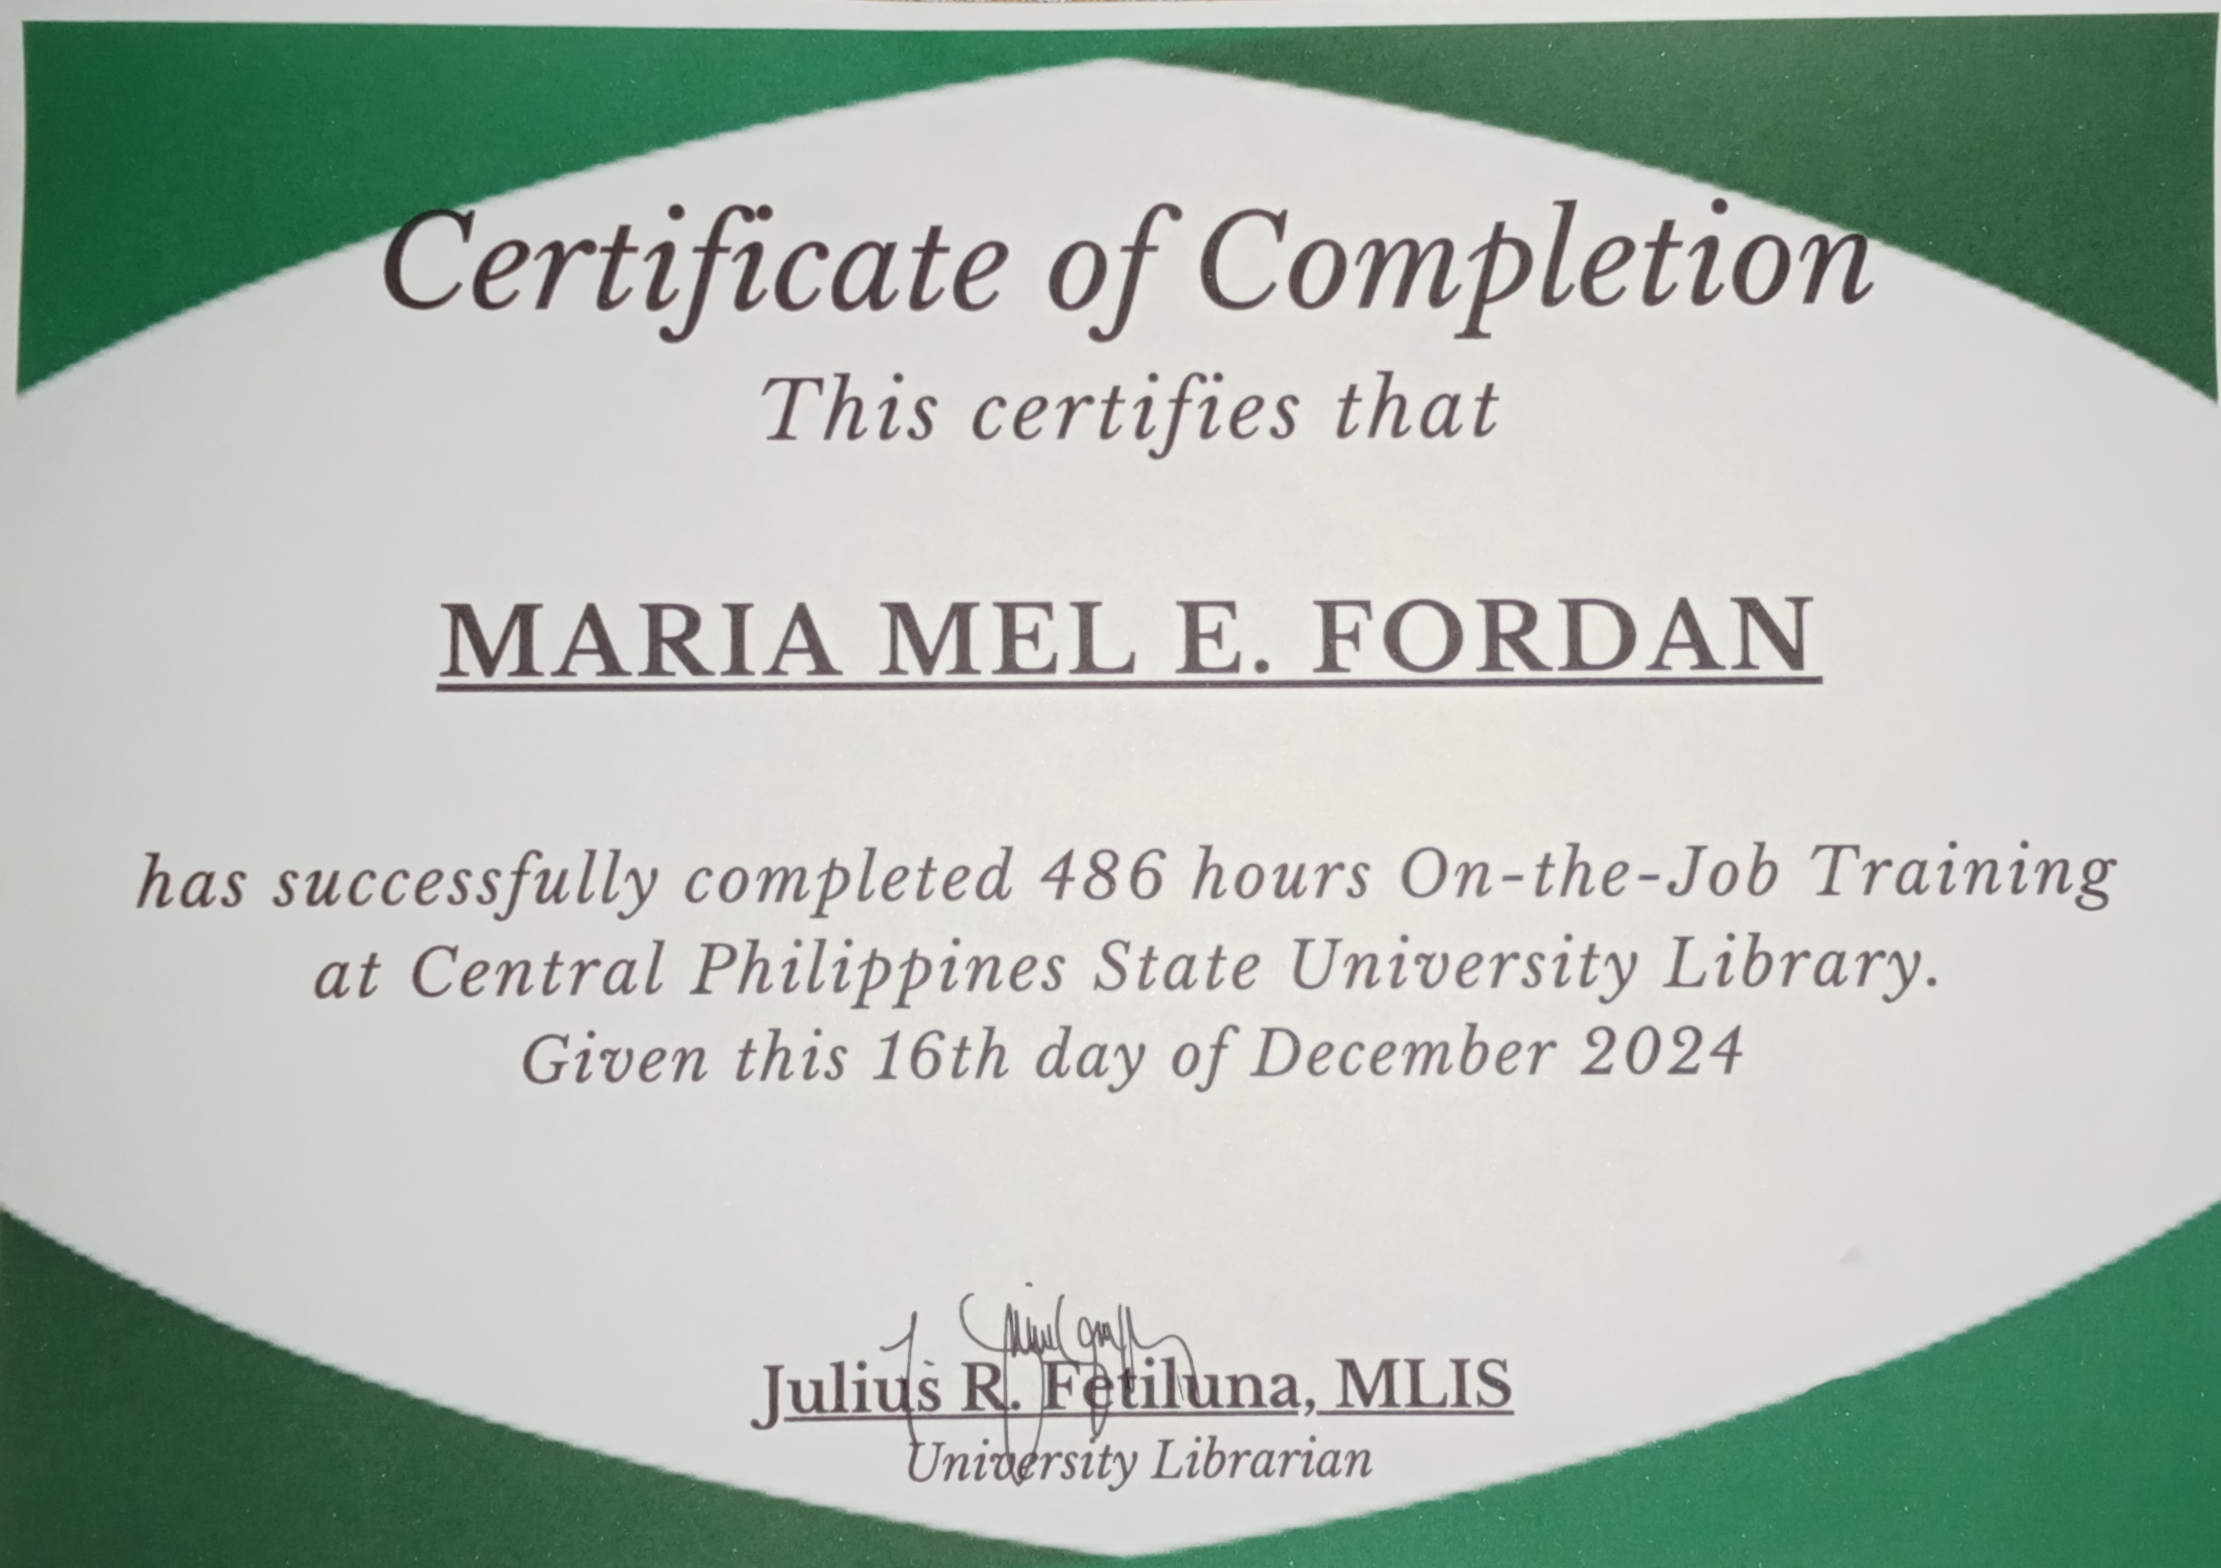 Certificate of Completion
This certifies that
MARIA MEL E. FORDAN
has successfully completed 486 hours On-the-Job Training
at Central Philippines State University Library.
Given this 16th day of December 2024
Julius R. Fetiluna, MLIS
University Librarian